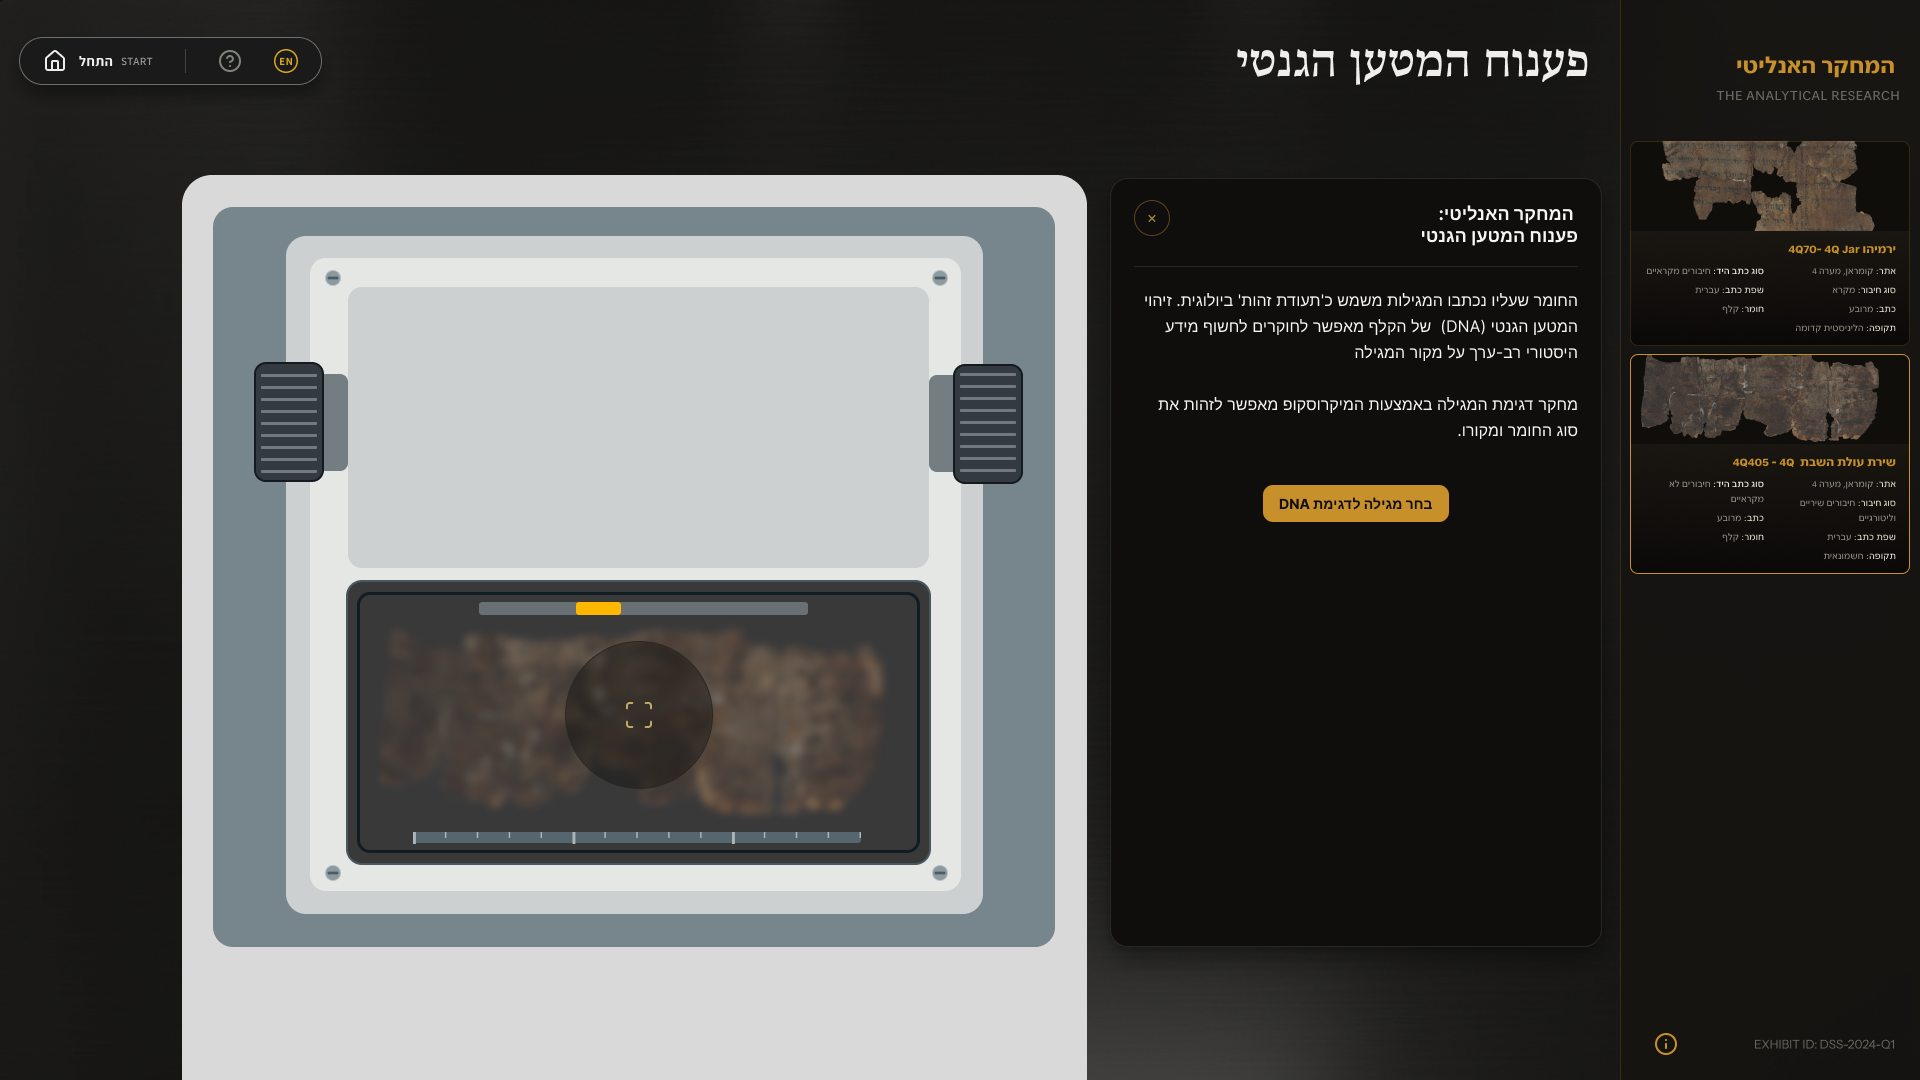 המחקר האנליטי
THE ANALYTICAL RESEARCH
פענוח המטען הגנטי
התחל START
EN
ירמיהו 4Q70- 4Q Jar
אתר: קומראן, מערה 4
סוג חיבור: מקרא
כתב: מרובע
תקופה: הליניסטית קדומה
סוג כתב היד: חיבורים מקראיים
שפת כתב: עברית
חומר: קלף
שירת עולת השבת 4Q405 - 4Q
אתר: קומראן, מערה 4
סוג חיבור: חיבורים שיריים
וליטורגיים
שפת כתב: עברית
תקופה: חשמונאית
סוג כתב היד: חיבורים לא
מקראיים
כתב: מרובע
חומר: קלף
המחקר האנליטי:
פענוח המטען הגנטי
החומר שעליו נכתבו המגילות משמש כ'תעודת זהות' ביולוגית. זיהוי
המטען הגנטי (DNA) של הקלף מאפשר לחוקרים לחשוף מידע
היסטורי רב-ערך על מקור המגילה
מחקר דגימת המגילה באמצעות המיקרוסקופ מאפשר לזהות את
סוג החומר ומקורו.
בחר מגילה לדגימת DNA
EXHIBIT ID: DSS-2024-Q1